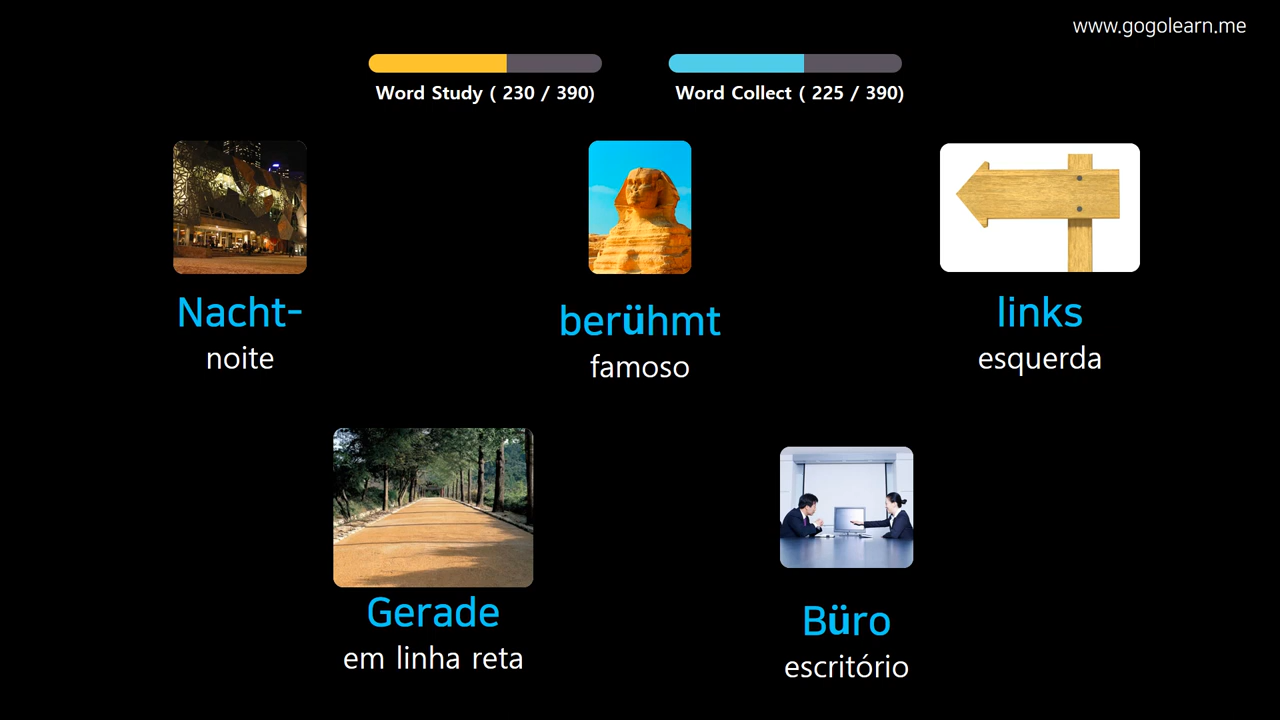 www.gogolearn.me
Word Study ( 230 / 390)
Word Collect ( 225 / 390)
Nacht-
noite
berühmt
famoso
links
esquerda
Gerade
em linha reta
Büro
escritório